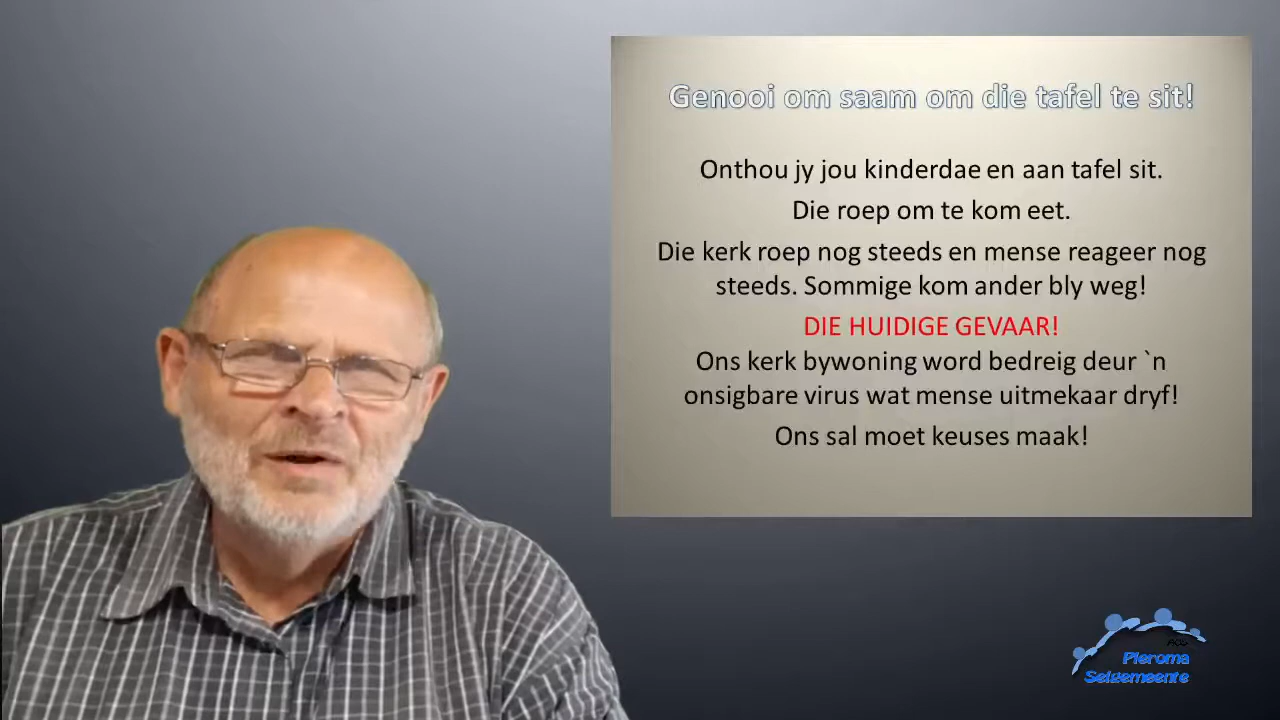 Genooi om saam om die tafel te sit!
Onthou jy jou kinderdae en aan tafel sit.
Die roep om te kom eet.
Die kerk roep nog steeds en mense reageer nog
steeds. Sommige kom ander bly weg!
DIE HUIDIGE GEVAAR!
Ons kerk bywoning word bedreig deur `n
onsigbare virus wat mense uitmekaar dryf!
Ons sal moet keuses maak!
Pleroma
Selgemeente